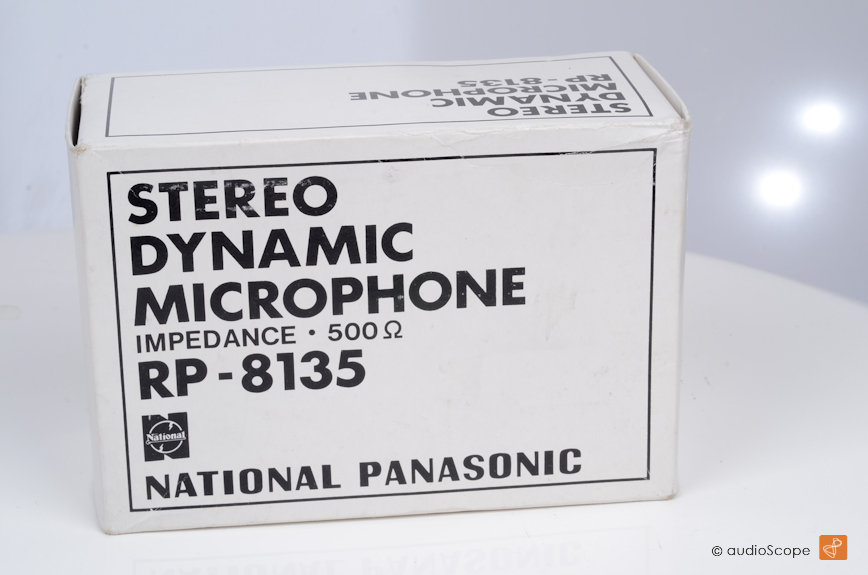 STEREO
DYNAMIC
MICROPHONE
RP-8135
STEREO
DYNAMIC
MICROPHONE
IMPEDANCE · 500Ω
RP-8135
National
NATIONAL PANASONIC
© audioScope